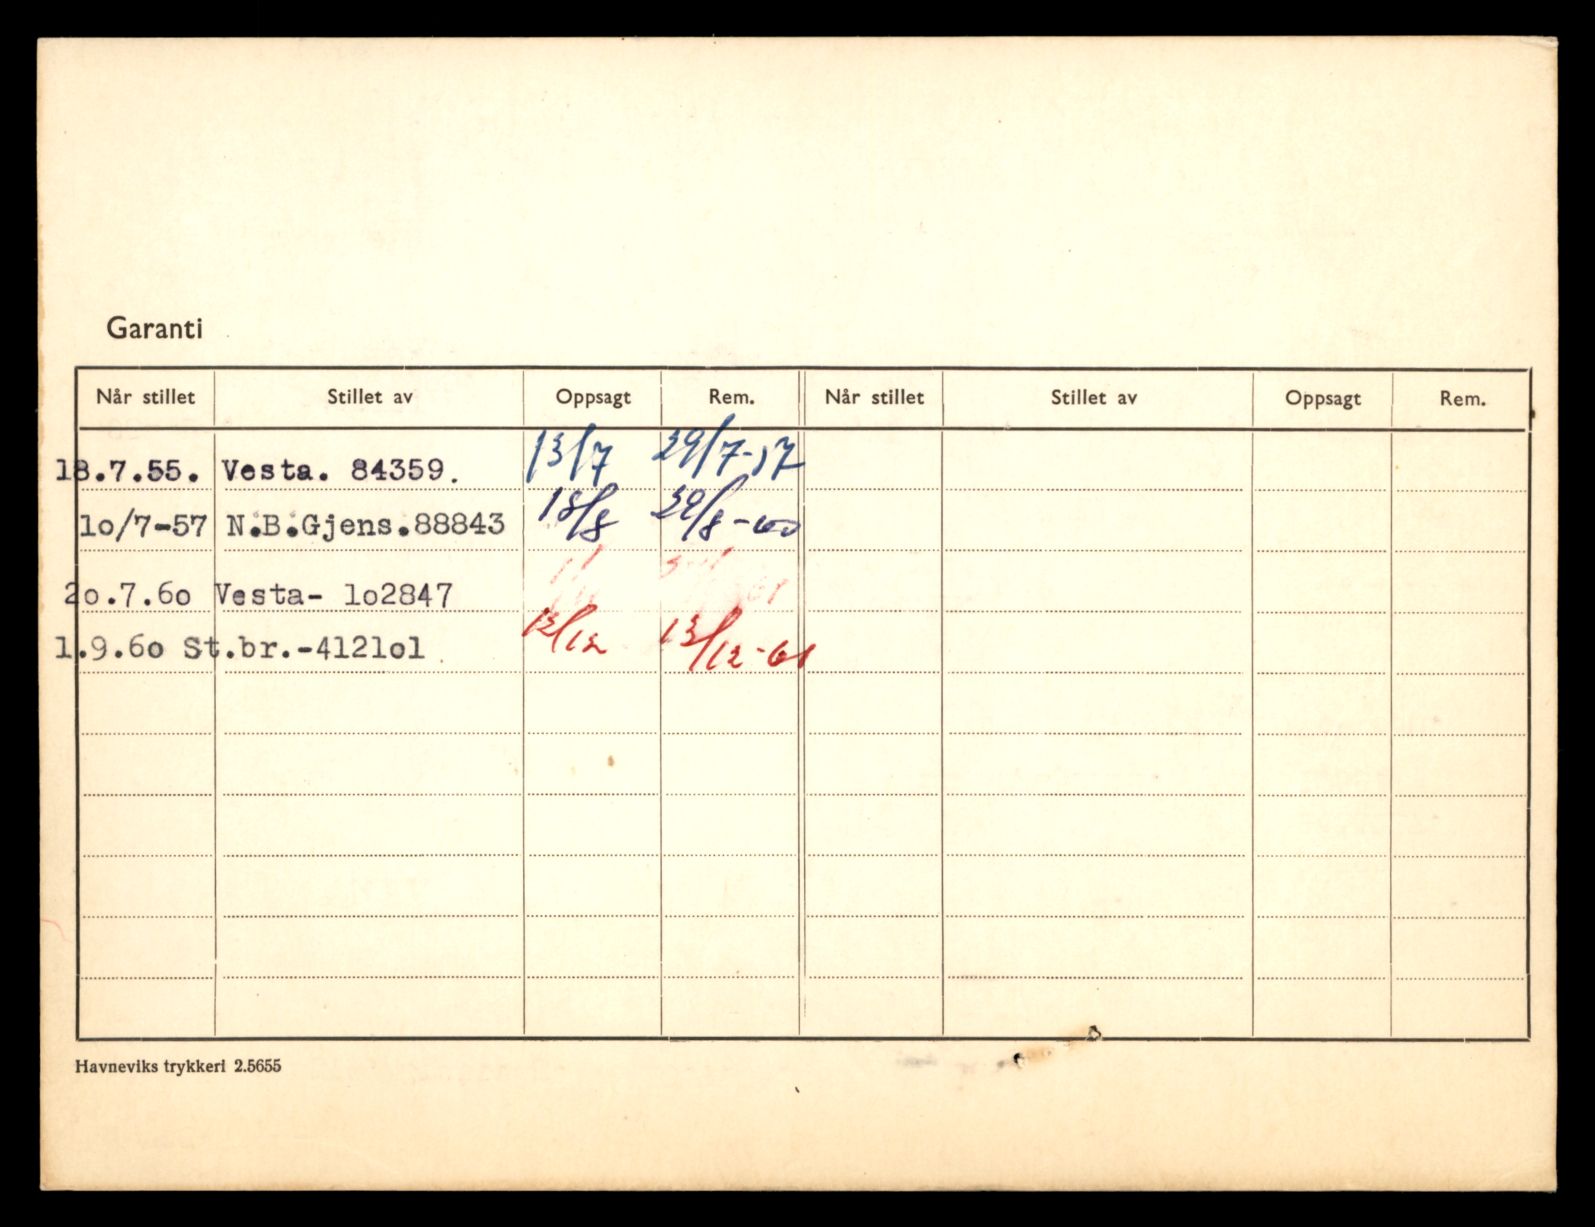 Garanti
Når stillet Stillet av Oppsagt Rem. Når stillet Stillet av Oppsagt Rem.
18.7.55. Vesta. 84359. 13/7 29/7-57
lo/7-57 N.B.Gjens.88843 18/8 29/8-60
2o.7.6o Vesta- lo2847
1.9.6o St.br.-4121o1 12/12 13/12-61
Havneviks trykkeri 2.5655